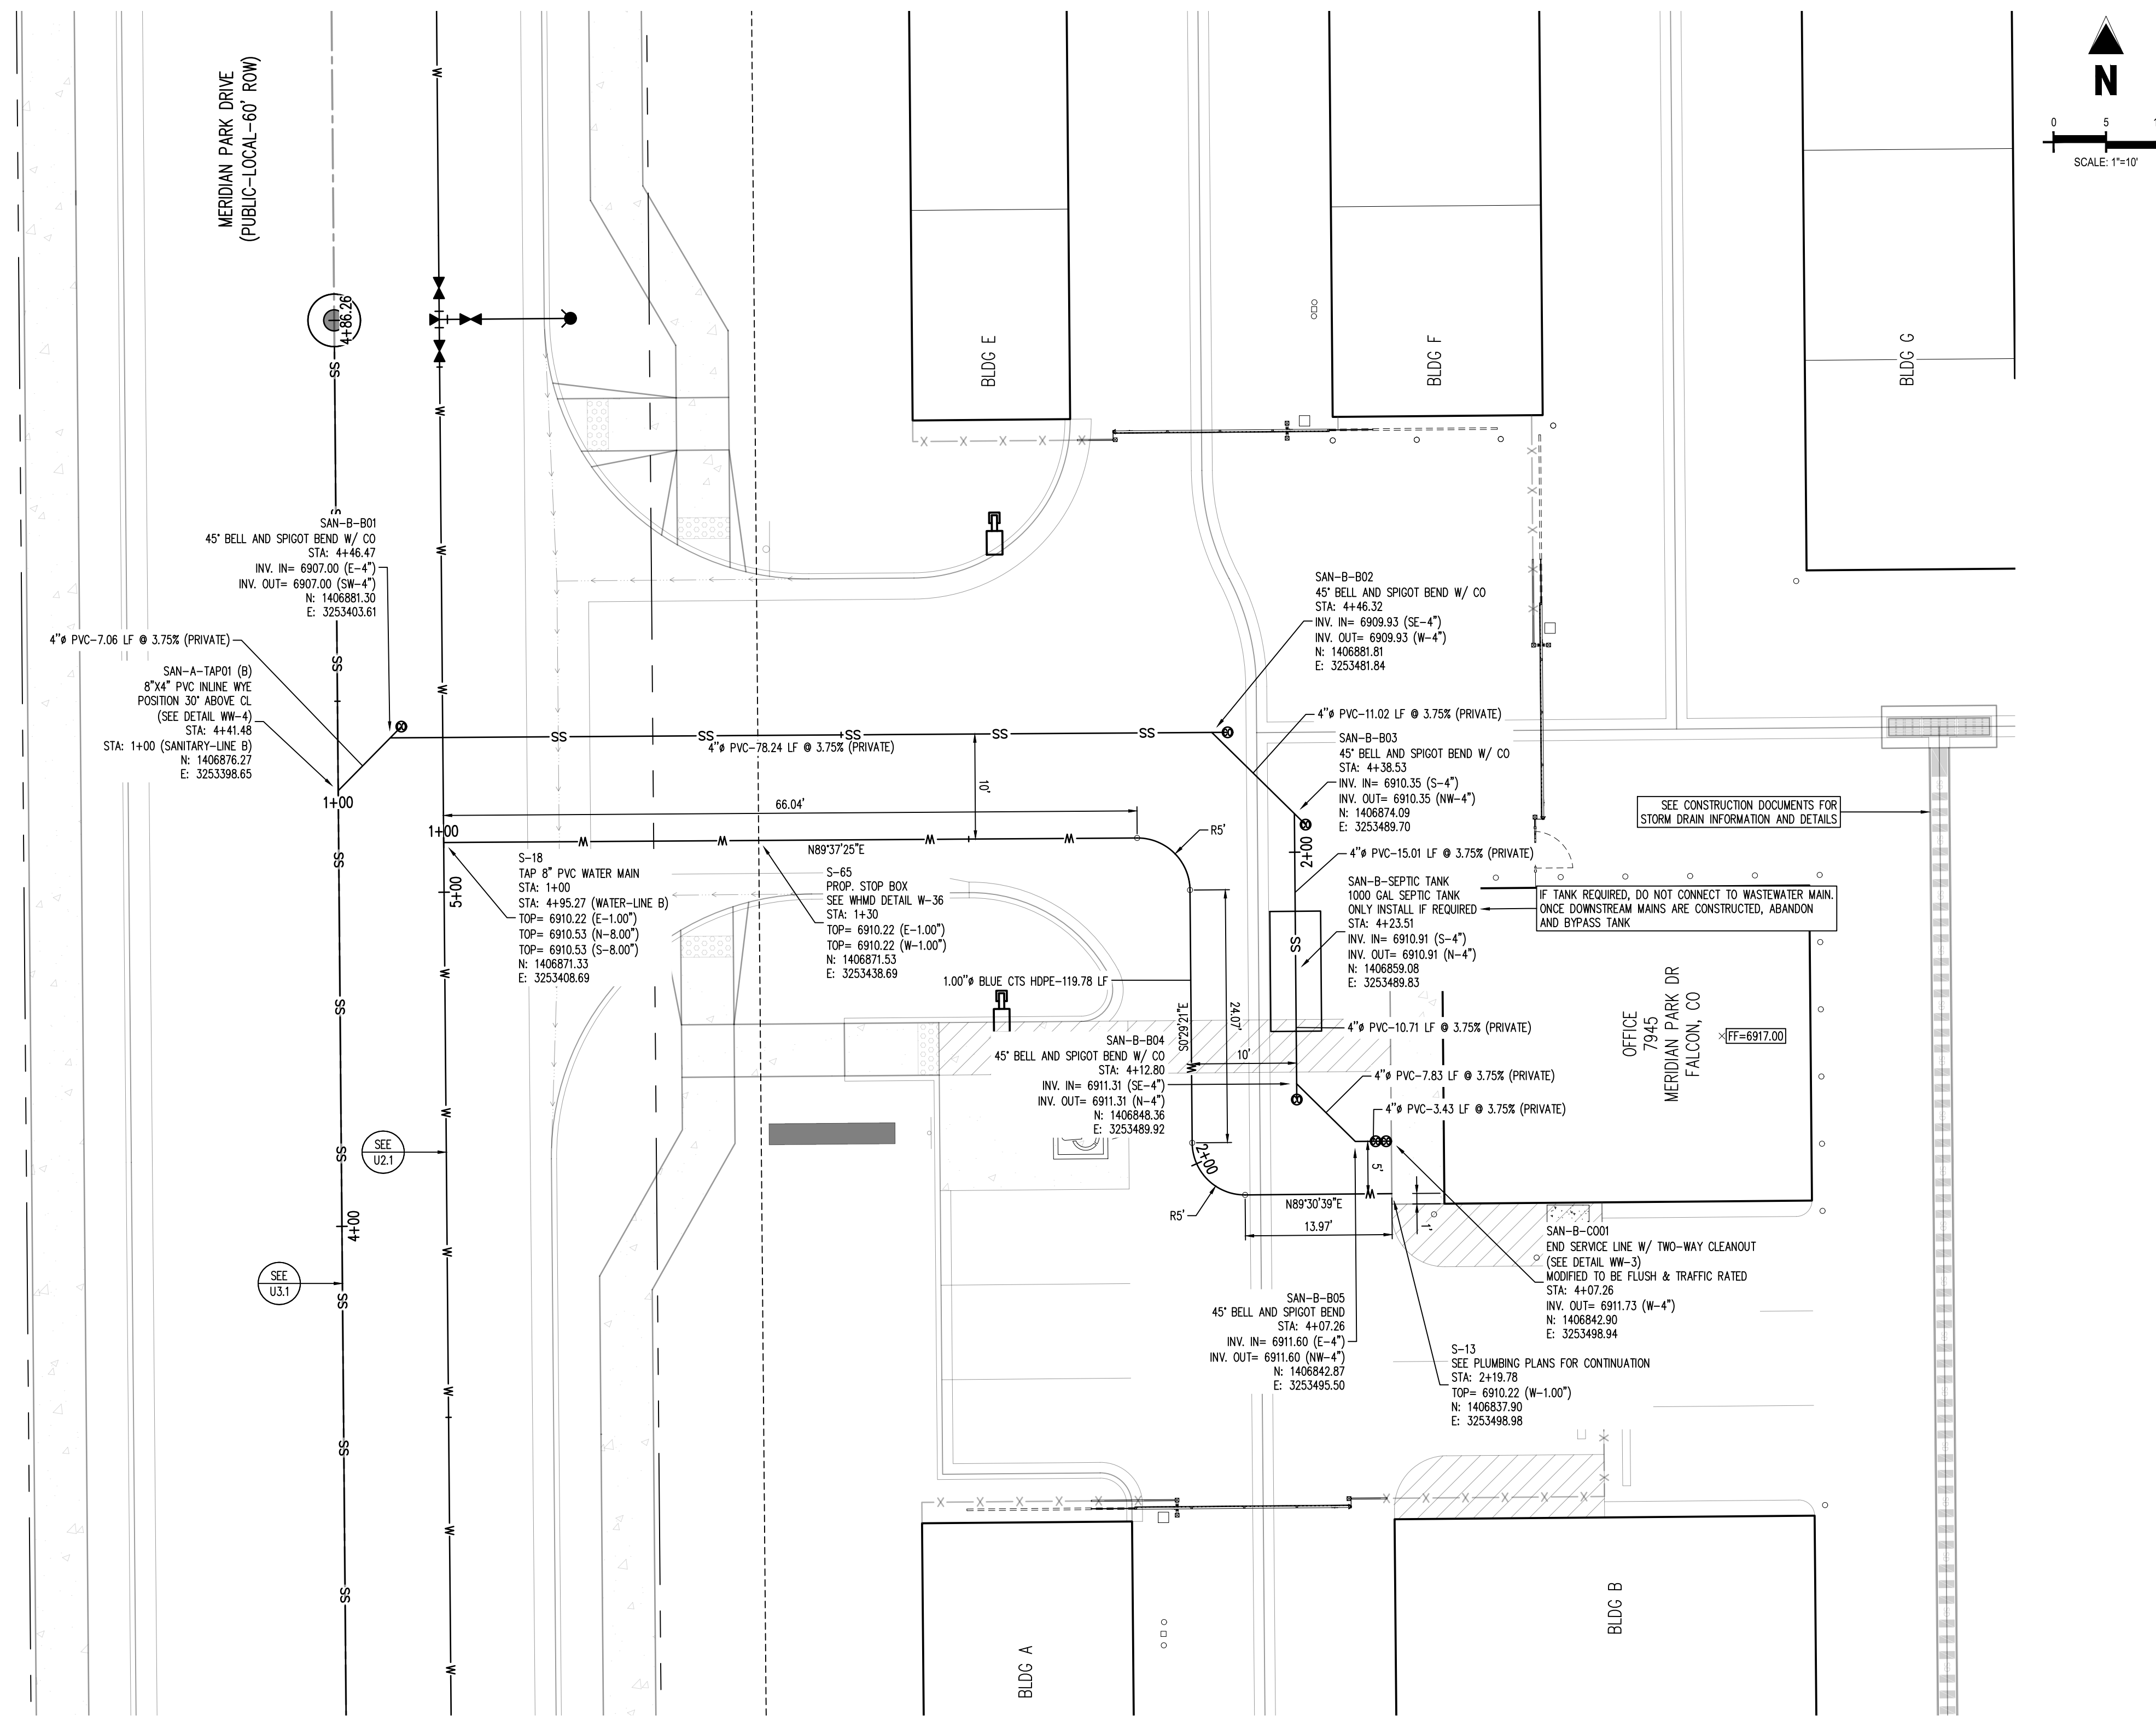 MERIDIAN PARK DRIVE
(PUBLIC-LOCAL-60' ROW)
N
0 5 1
SCALE: 1"=10'
BLDG E
BLDG F
BLDG G
4+86.26
SAN-B-B01
45° BELL AND SPIGOT BEND W/ CO
STA: 4+46.47
INV. IN= 6907.00 (E-4")
INV. OUT= 6907.00 (SW-4")
N: 1406881.30
E: 3253403.61
4"ø PVC-7.06 LF @ 3.75% (PRIVATE)
SAN-A-TAP01 (B)
8"X4" PVC INLINE WYE
POSITION 30° ABOVE CL
(SEE DETAIL WW-4)
STA: 4+41.48
STA: 1+00 (SANITARY-LINE B)
N: 1406876.27
E: 3253398.65
1+00
SAN-B-B02
45° BELL AND SPIGOT BEND W/ CO
STA: 4+46.32
INV. IN= 6909.93 (SE-4")
INV. OUT= 6909.93 (W-4")
N: 1406881.81
E: 3253481.84
SS SS SS SS SS
4"ø PVC-78.24 LF @ 3.75% (PRIVATE)
4"ø PVC-11.02 LF @ 3.75% (PRIVATE)
SAN-B-B03
45° BELL AND SPIGOT BEND W/ CO
STA: 4+38.53
INV. IN= 6910.35 (S-4")
INV. OUT= 6910.35 (NW-4")
N: 1406874.09
E: 3253489.70
10'
66.04'
1+00
R5'
W W W W
N89°37'25"E
2+00
4"ø PVC-15.01 LF @ 3.75% (PRIVATE)
SEE CONSTRUCTION DOCUMENTS FOR
STORM DRAIN INFORMATION AND DETAILS
5+00
S-18
TAP 8" PVC WATER MAIN
STA: 1+00
STA: 4+95.27 (WATER-LINE B)
TOP= 6910.22 (E-1.00")
TOP= 6910.53 (N-8.00")
TOP= 6910.53 (S-8.00")
N: 1406871.33
E: 3253408.69
S-65
PROP. STOP BOX
SEE WHMD DETAIL W-36
STA: 1+30
TOP= 6910.22 (E-1.00")
TOP= 6910.22 (W-1.00")
N: 1406871.53
E: 3253438.69
SAN-B-SEPTIC TANK
1000 GAL SEPTIC TANK
ONLY INSTALL IF REQUIRED
STA: 4+23.51
INV. IN= 6910.91 (S-4")
INV. OUT= 6910.91 (N-4")
N: 1406859.08
E: 3253489.83
IF TANK REQUIRED, DO NOT CONNECT TO WASTEWATER MAIN.
ONCE DOWNSTREAM MAINS ARE CONSTRUCTED, ABANDON
AND BYPASS TANK
1.00"ø BLUE CTS HDPE-119.78 LF
S0°29'21"E
24.07'
OFFICE
7945
MERIDIAN PARK DR
FALCON, CO
FF=6917.00
4"ø PVC-10.71 LF @ 3.75% (PRIVATE)
SAN-B-B04
45° BELL AND SPIGOT BEND W/ CO
STA: 4+12.80
INV. IN= 6911.31 (SE-4")
INV. OUT= 6911.31 (N-4")
N: 1406848.36
E: 3253489.92
10'
4"ø PVC-7.83 LF @ 3.75% (PRIVATE)
4"ø PVC-3.43 LF @ 3.75% (PRIVATE)
SEE
U2.1
2+00
5'
N89°30'39"E
R5'
13.97'
1'
4+00
SEE
U3.1
SAN-B-CO01
END SERVICE LINE W/ TWO-WAY CLEANOUT
(SEE DETAIL WW-3)
MODIFIED TO BE FLUSH & TRAFFIC RATED
STA: 4+07.26
INV. OUT= 6911.73 (W-4")
N: 1406842.90
E: 3253498.94
SAN-B-B05
45° BELL AND SPIGOT BEND
STA: 4+07.26
INV. IN= 6911.60 (E-4")
INV. OUT= 6911.60 (NW-4")
N: 1406842.87
E: 3253495.50
S-13
SEE PLUMBING PLANS FOR CONTINUATION
STA: 2+19.78
TOP= 6910.22 (W-1.00")
N: 1406837.90
E: 3253498.98
BLDG A
BLDG B